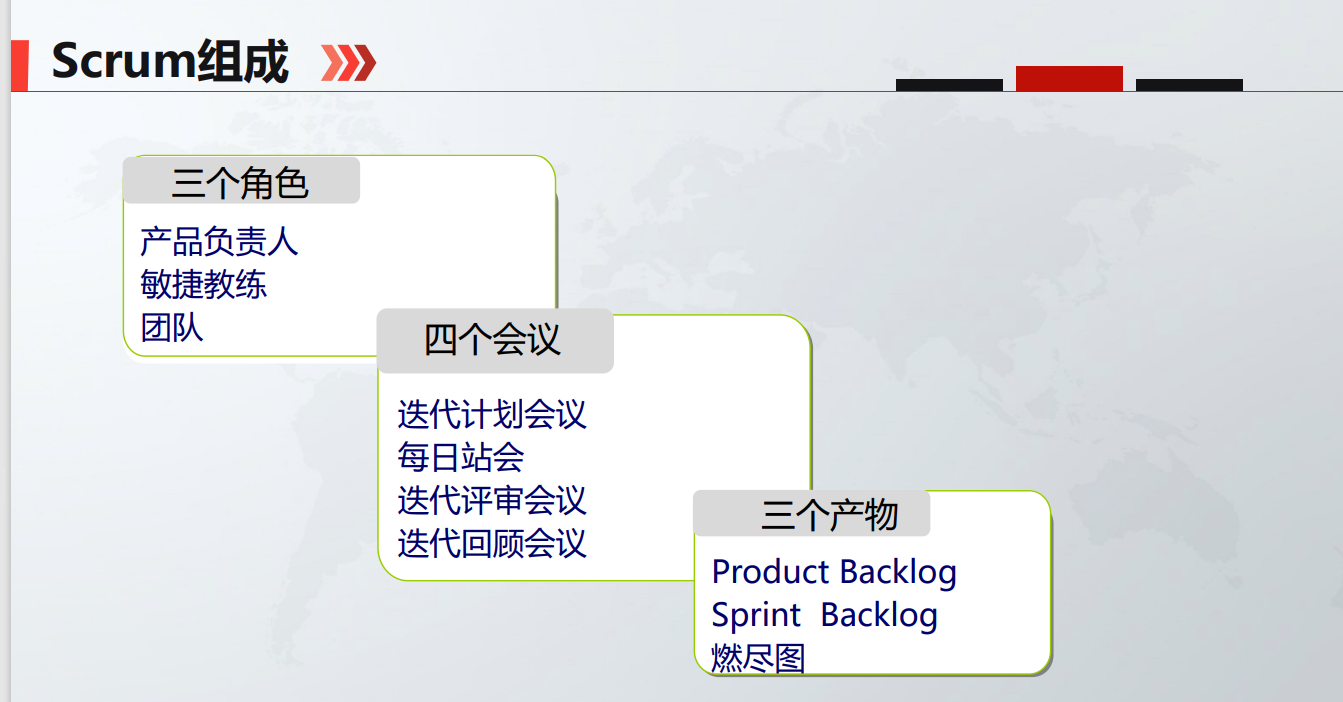 Scrum组成
三个角色
产品负责人
敏捷教练
团队
四个会议
迭代计划会议
每日站会
迭代评审会议
迭代回顾会议
三个产物
Product Backlog
Sprint  Backlog
燃尽图